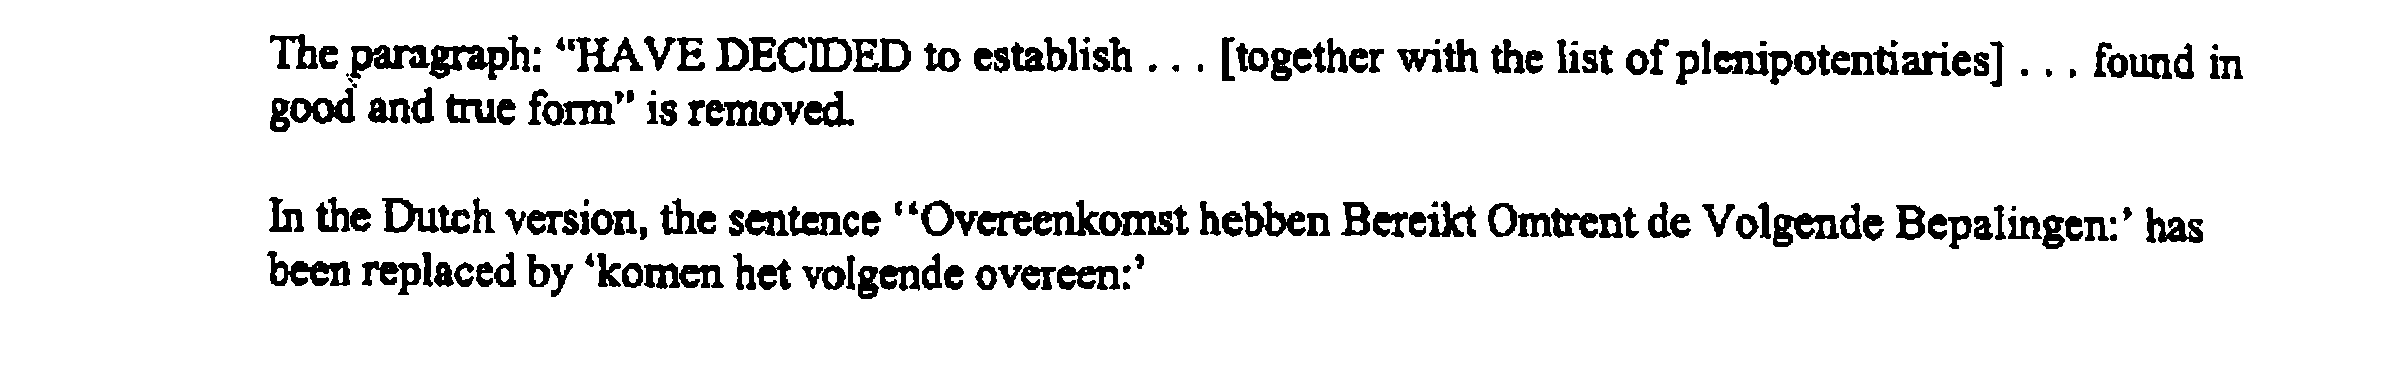 The paragraph: "HAVE DECIDED to establish . . . [together with the list of plenipotentiaries] . . . found in
good and true form" is removed.
In the Dutch version, the sentence ‘‘Overeenkomst hebben Bereikt Omtrent de Volgende Bepalingen:’ has
been replaced by ‘komen het volgende overeen:’